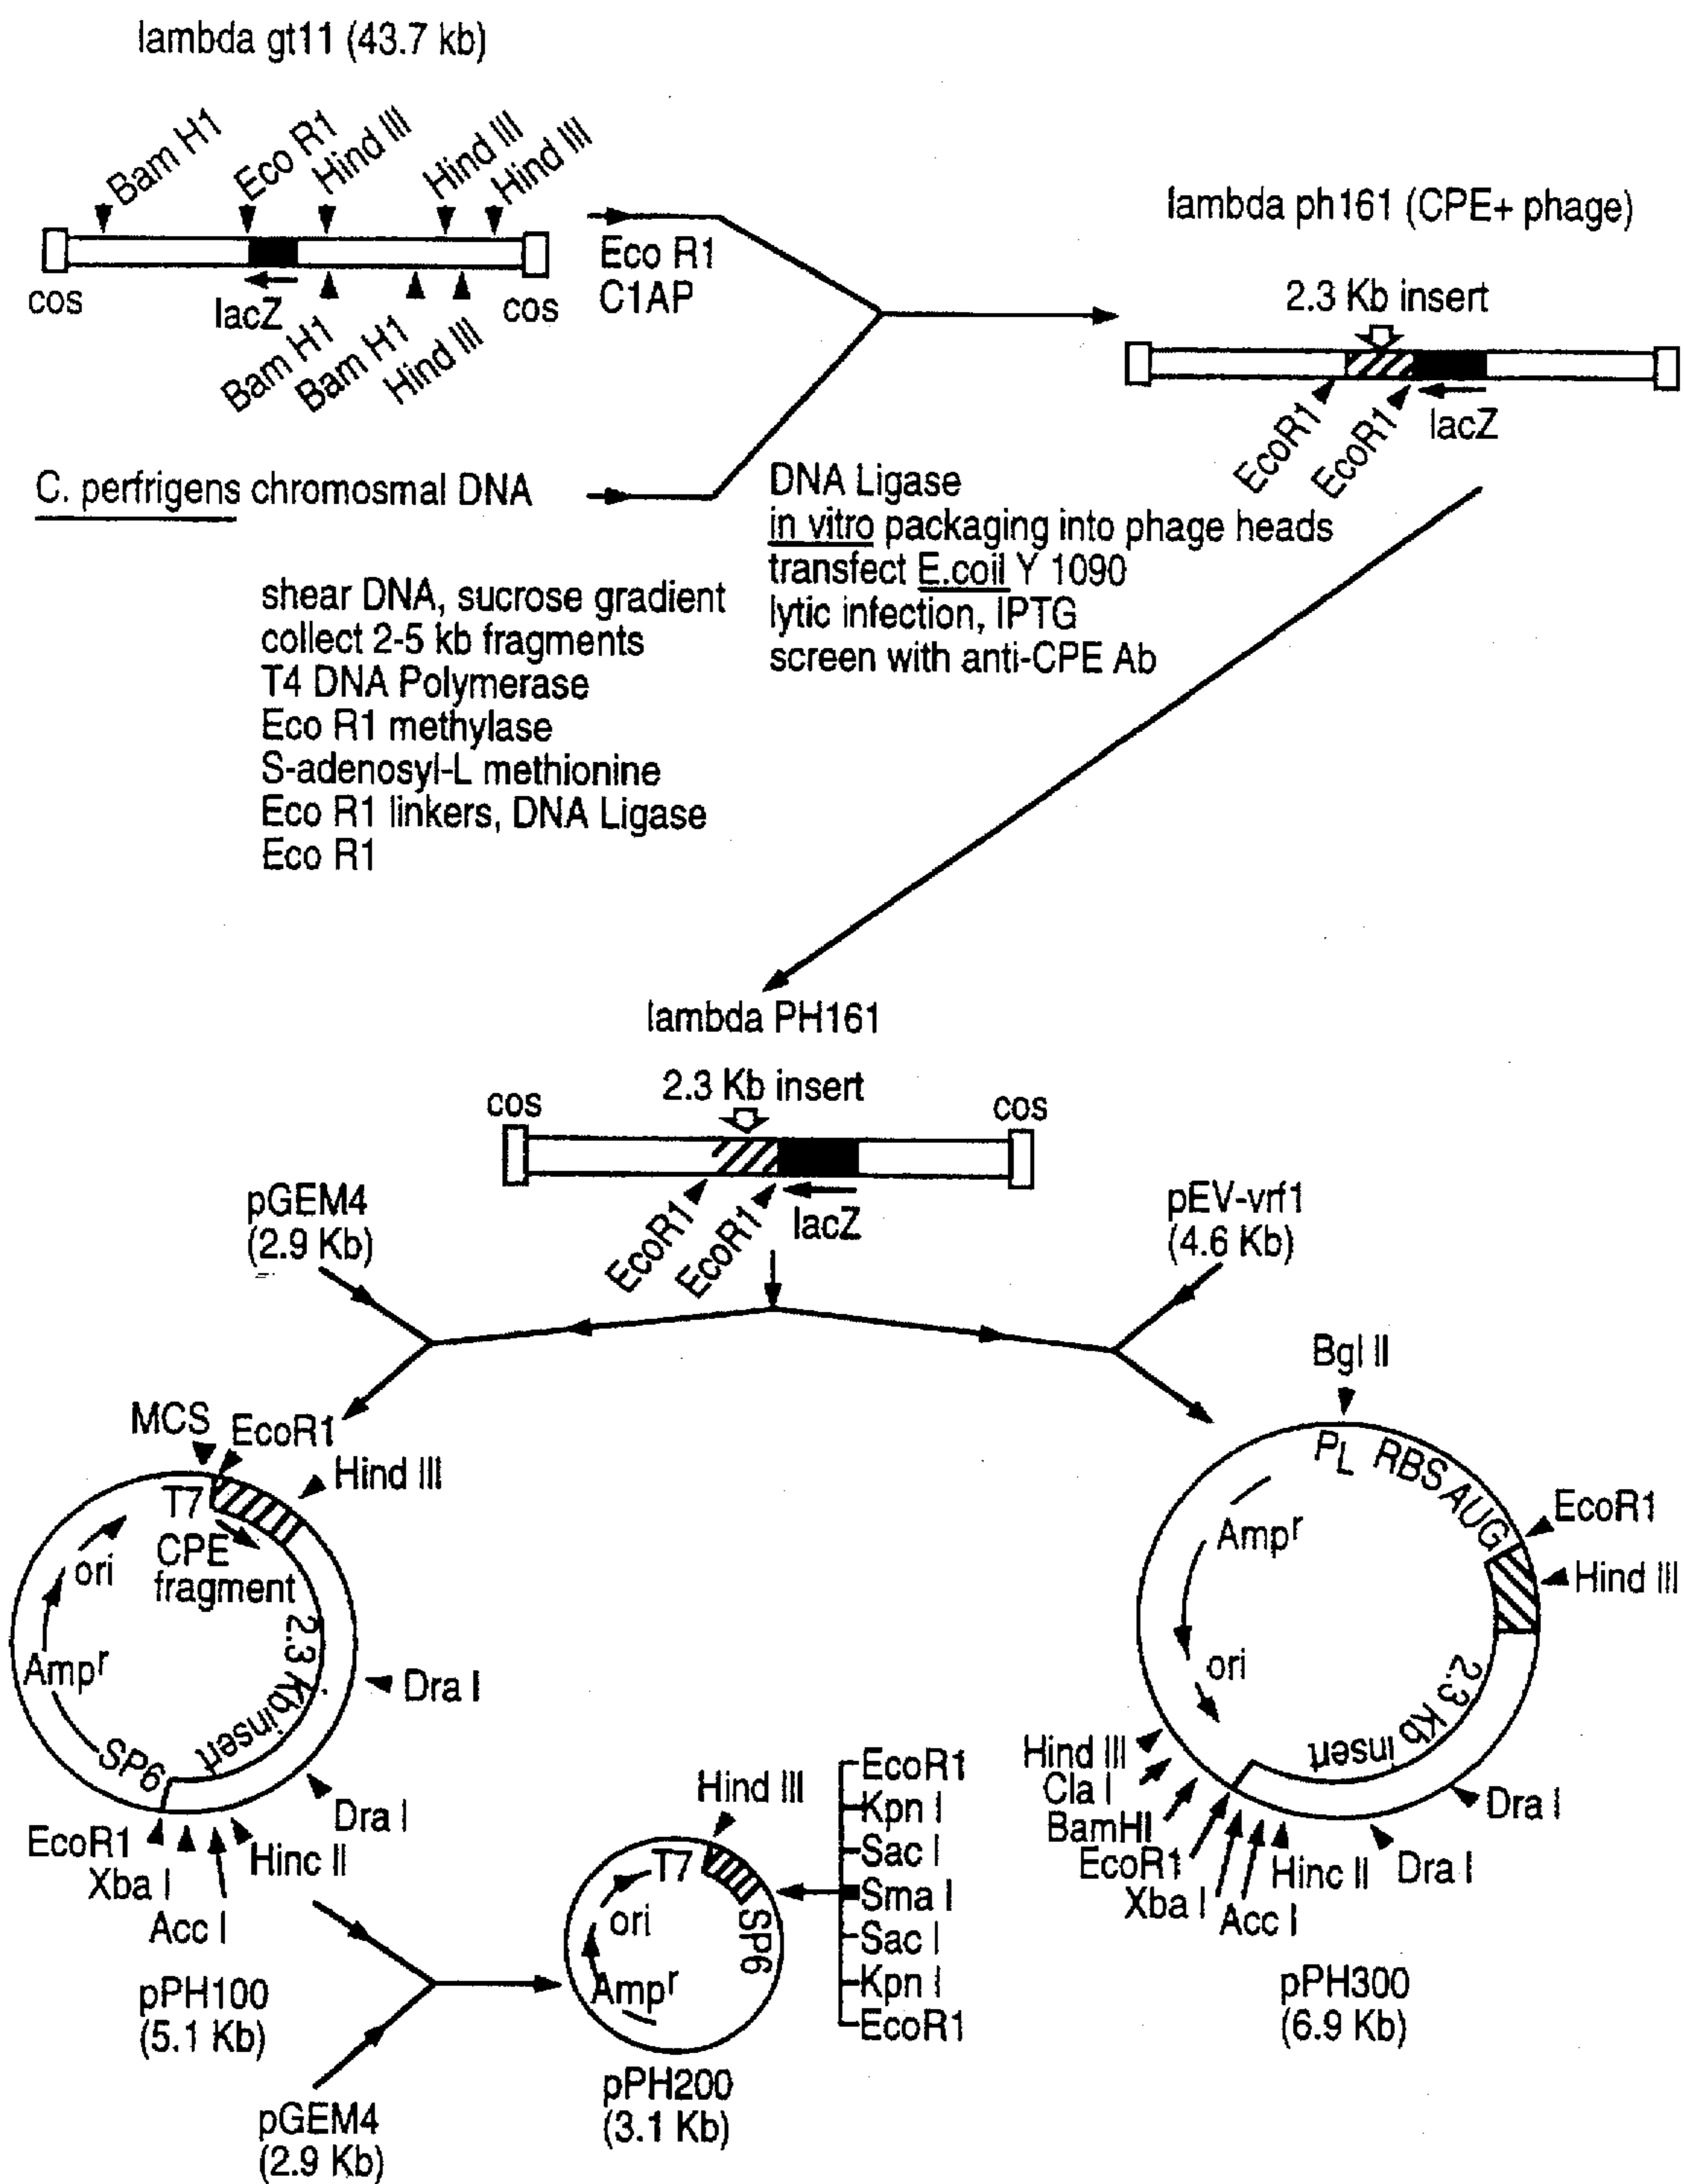 lambda gt11 (43.7 kb)
Bam H1
Eco R1
Hind III
Hind III
Hind III
cos
lacZ
cos
Bam H1
Bam H1
Hind III
Eco R1
C1AP
lambda ph161 (CPE+ phage)
2.3 Kb insert
EcoR1
EcoR1
lacZ
C. perfrigens chromosmal DNA
shear DNA, sucrose gradient
collect 2-5 kb fragments
T4 DNA Polymerase
Eco R1 methylase
S-adenosyl-L methionine
Eco R1 linkers, DNA Ligase
Eco R1
DNA Ligase
in vitro packaging into phage heads
transfect E.coil Y 1090
lytic infection, IPTG
screen with anti-CPE Ab
lambda PH161
2.3 Kb insert
cos
cos
EcoR1
EcoR1
lacZ
pGEM4
(2.9 Kb)
pEV-vrf1
(4.6 Kb)
MCS
EcoR1
Hind III
T7
CPE
fragment
ori
Ampr
SP6
2.3 Kb insert
Dra I
Dra I
Hinc II
Acc I
Xba I
EcoR1
pPH100
(5.1 Kb)
pGEM4
(2.9 Kb)
Hind III
T7
ori
Ampr
SP6
EcoR1
Kpn I
Sac I
Sma I
Sac I
Kpn I
EcoR1
pPH200
(3.1 Kb)
Bgl II
PL RBS AUG
EcoR1
Hind III
Ampr
ori
2.3 Kb insert
Hind III
Cla I
BamHI
EcoR1
Xba I
Acc I
Hinc II
Dra I
Dra I
pPH300
(6.9 Kb)